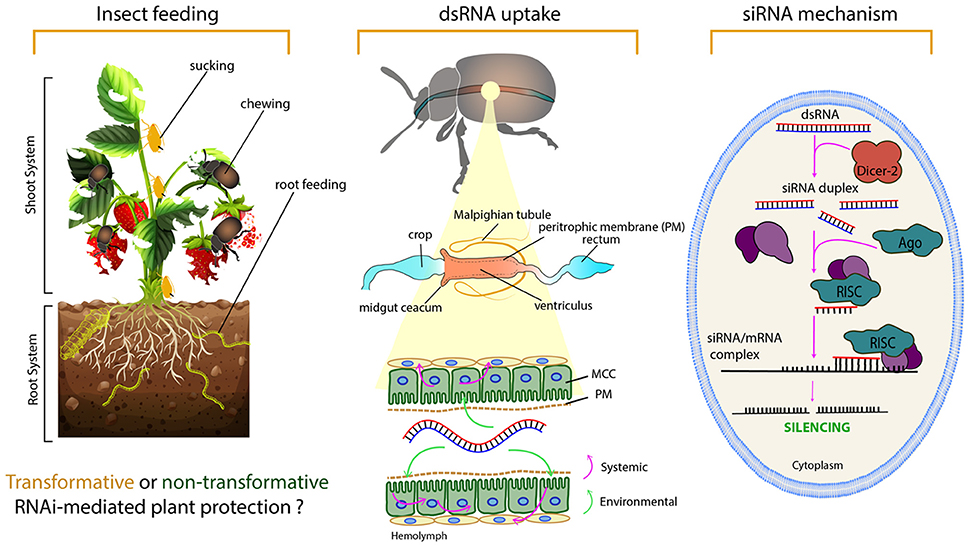 Insect feeding
sucking
chewing
root feeding
Shoot System
Root System
Transformative or non-transformative
RNAi-mediated plant protection ?
dsRNA uptake
Malpighian tubule
peritrophic membrane (PM)
crop
rectum
midgut ceacum
ventriculus
MCC
PM
Systemic
Environmental
Hemolymph
siRNA mechanism
dsRNA
Dicer-2
siRNA duplex
Ago
RISC
siRNA/mRNA
complex
RISC
SILENCING
Cytoplasm